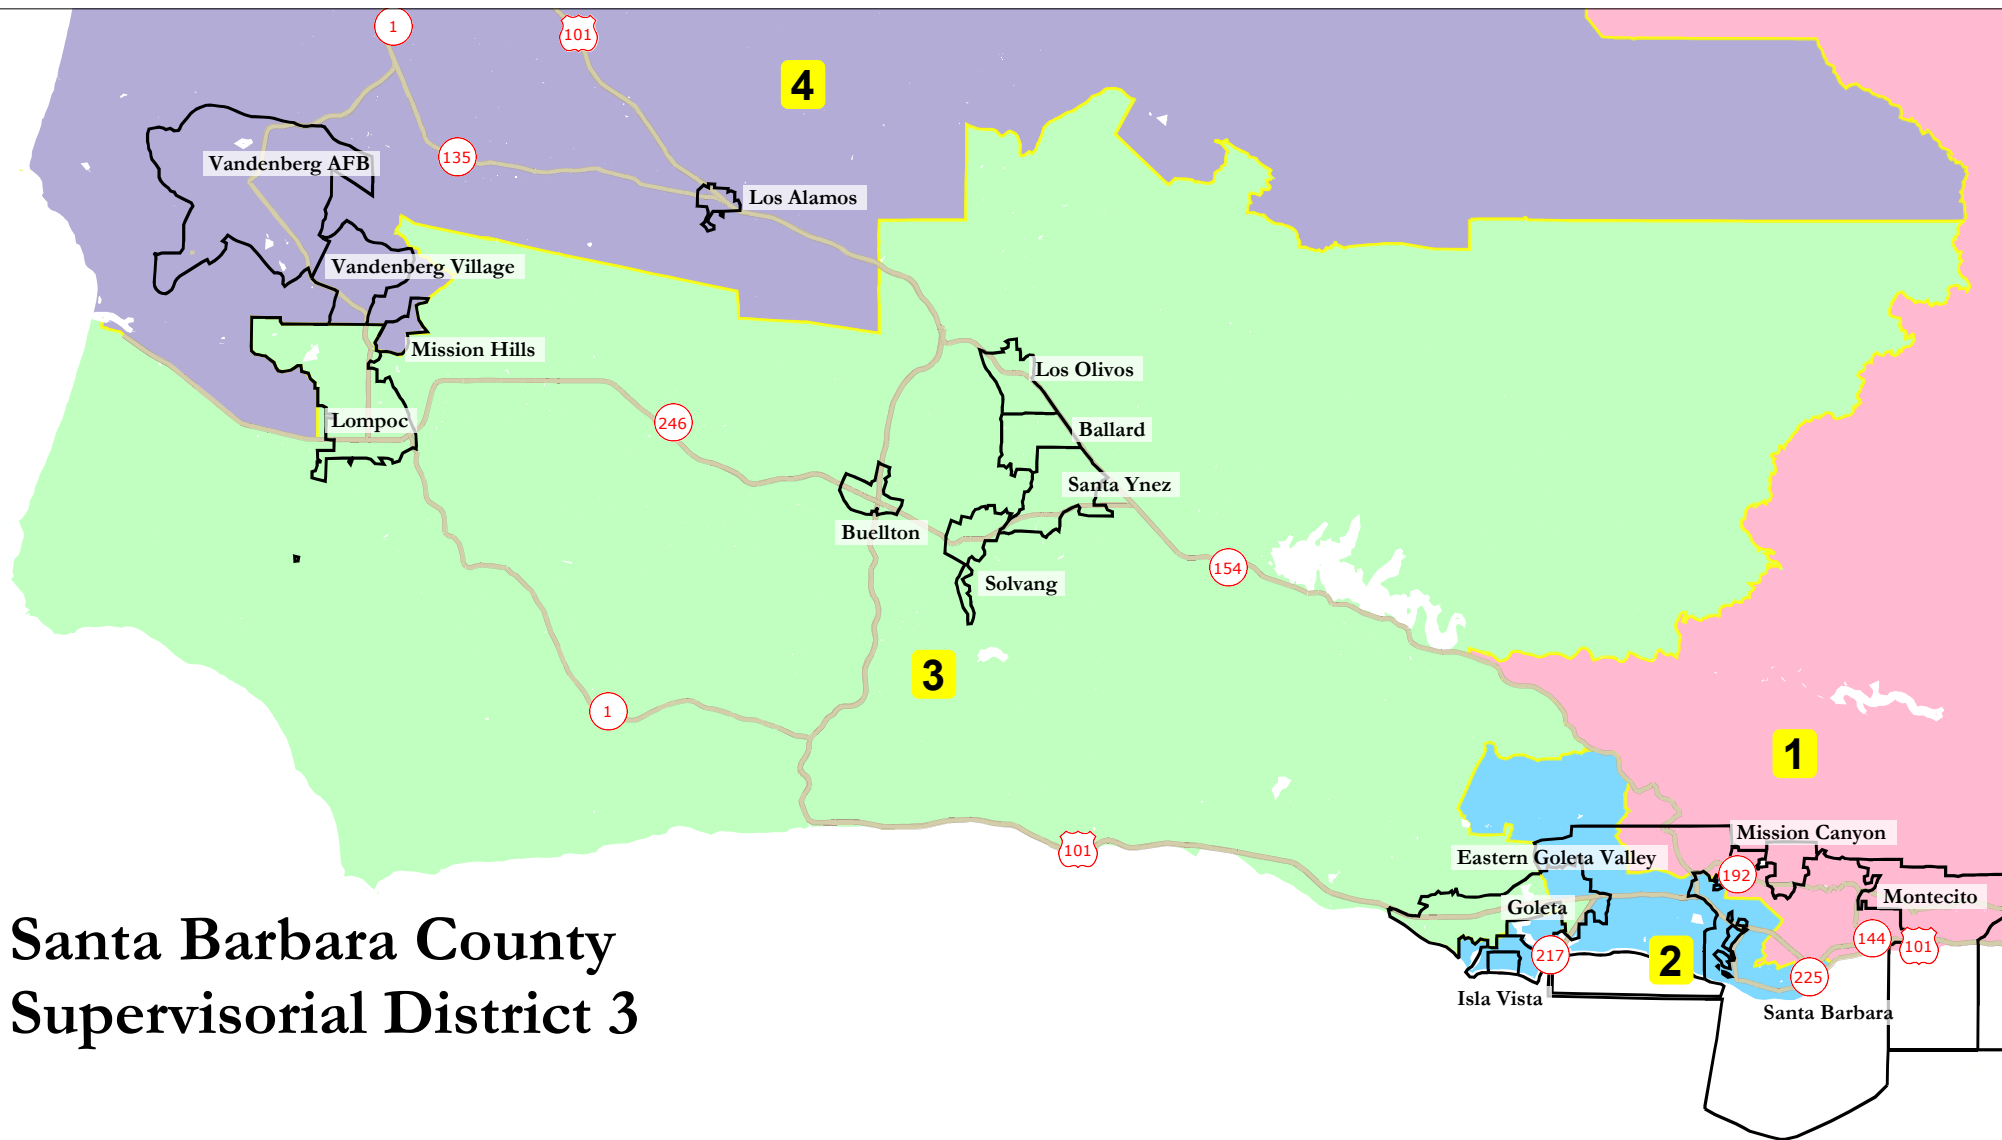 1
101
4
Vandenberg AFB
135
Los Alamos
Vandenberg Village
Mission Hills
Los Olivos
Lompoc
246
Ballard
Santa Ynez
Buellton
154
Solvang
3
1
1
101
Mission Canyon
Eastern Goleta Valley
192
Montecito
Goleta
144
101
217
2
225
Isla Vista
Santa Barbara
Santa Barbara County
Supervisorial District 3